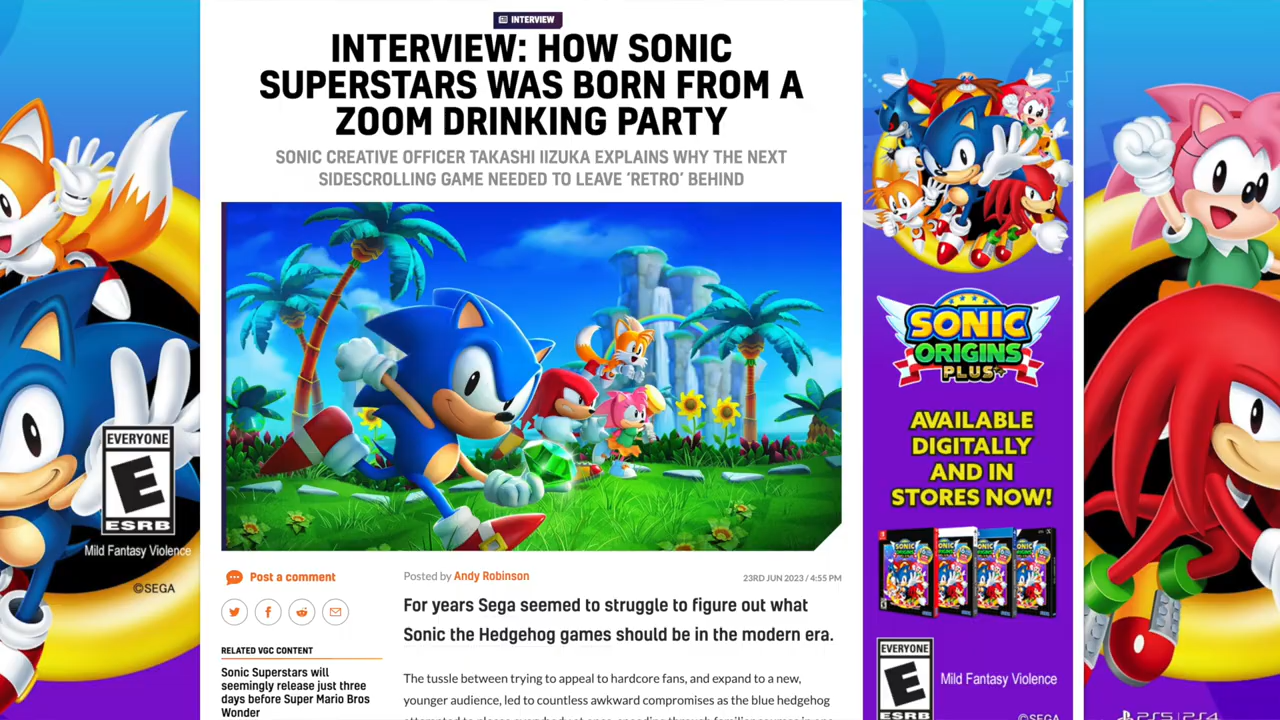 INTERVIEW
INTERVIEW: HOW SONIC
SUPERSTARS WAS BORN FROM A
ZOOM DRINKING PARTY
SONIC CREATIVE OFFICER TAKASHI IIZUKA EXPLAINS WHY THE NEXT
SIDESCROLLING GAME NEEDED TO LEAVE ‘RETRO’ BEHIND
Post a comment
Posted by Andy Robinson
23RD JUN 2023 / 4:55 PM
For years Sega seemed to struggle to figure out what
Sonic the Hedgehog games should be in the modern era.
RELATED VGC CONTENT
Sonic Superstars will
seemingly release just three
days before Super Mario Bros
Wonder
The tussle between trying to appeal to hardcore fans, and expand to a new,
younger audience, led to countless awkward compromises as the blue hedgehog
EVERYONE
E
ESRB
Mild Fantasy Violence
©SEGA
SONIC
ORIGINS
PLUS+
AVAILABLE
DIGITALLY
AND IN
STORES NOW!
EVERYONE
E
ESRB
Mild Fantasy Violence
©SEGA
PS5 PS4